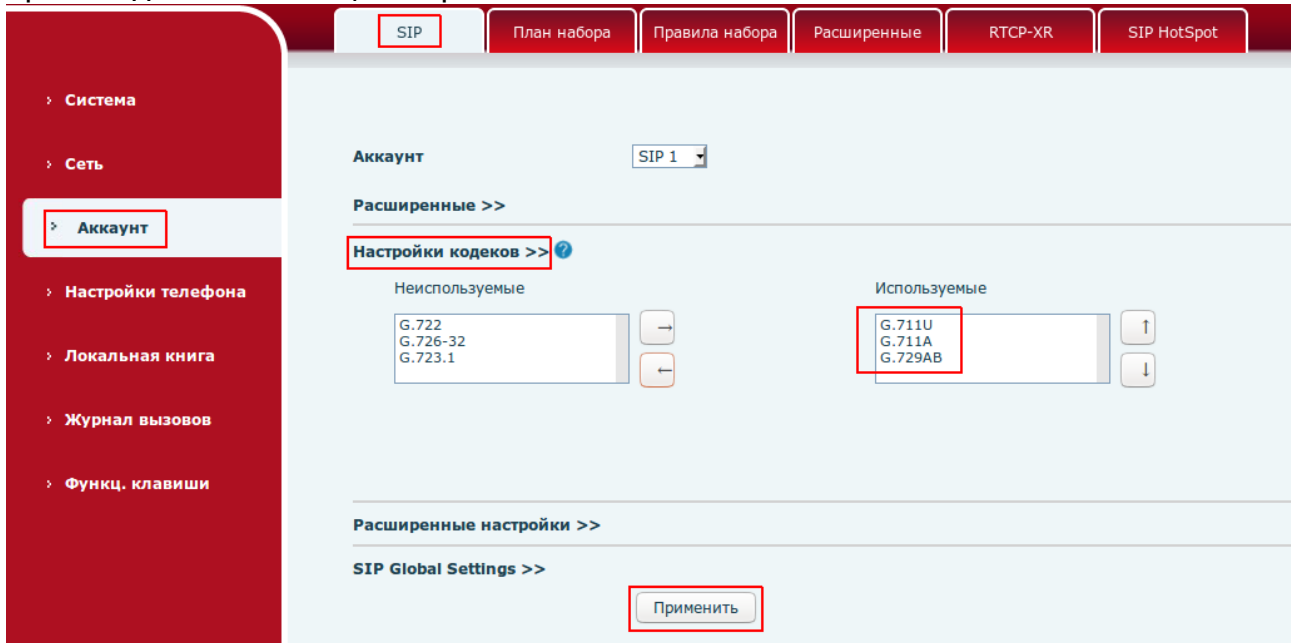 SIP
План набора
Правила набора
Расширенные
RTCP-XR
SIP HotSpot
Система
Сеть
Аккаунт
Настройки телефона
Локальная книга
Журнал вызовов
Функц. клавиши
Аккаунт SIP 1
Расширенные >>
Настройки кодеков >> ?
Неиспользуемые
G.722
G.726-32
G.723.1
→
←
Используемые
G.711U
G.711A
G.729AB
↑
↓
Расширенные настройки >>
SIP Global Settings >>
Применить